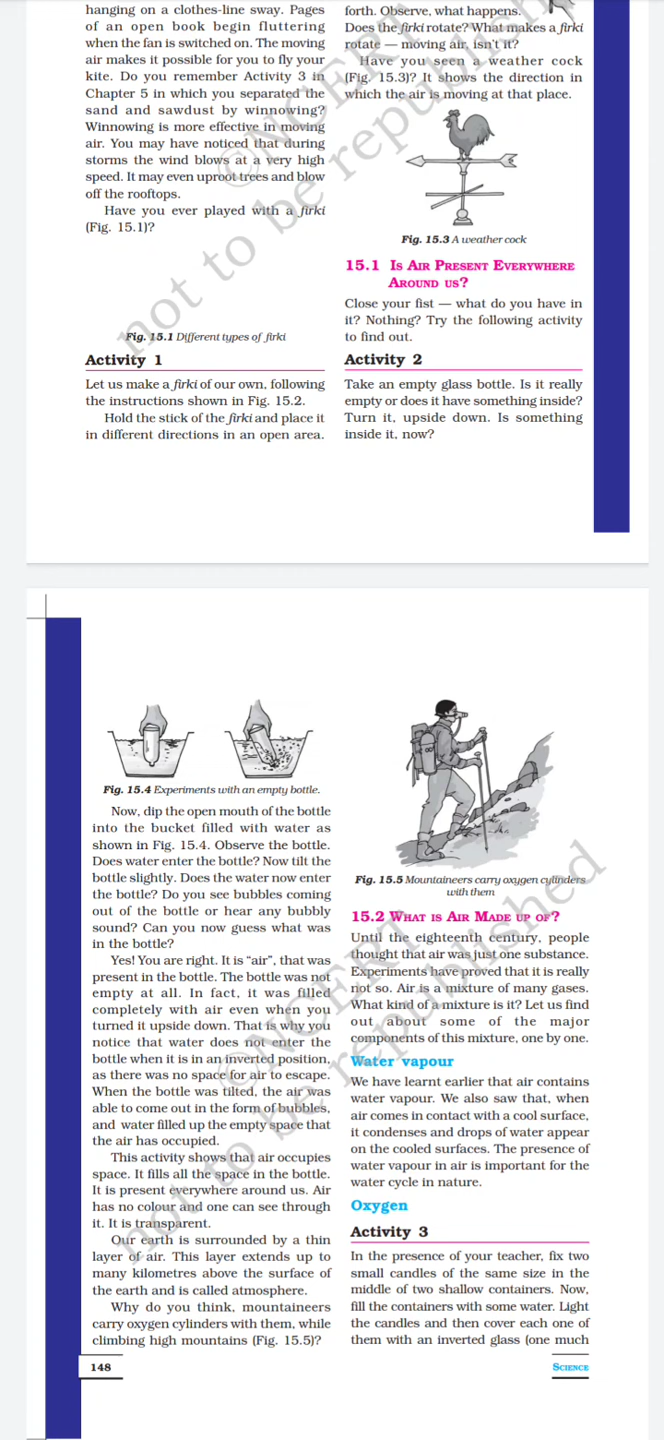 hanging on a clothes-line sway. Pages
of an open book begin fluttering
when the fan is switched on. The moving
air makes it possible for you to fly your
kite. Do you remember Activity 3 in
Chapter 5 in which you separated the
sand and sawdust by winnowing?
Winnowing is more effective in moving
air. You may have noticed that during
storms the wind blows at a very high
speed. It may even uproot trees and blow
off the rooftops.
Have you ever played with a firki
(Fig. 15.1)?
Fig. 15.1 Different types of firki
Activity 1
Let us make a firki of our own, following
the instructions shown in Fig. 15.2.
Hold the stick of the firki and place it
in different directions in an open area.
forth. Observe, what happens.
Does the firki rotate? What makes a firki
rotate — moving air, isn't it?
Have you seen a weather cock
(Fig. 15.3)? It shows the direction in
which the air is moving at that place.
Fig. 15.3 A weather cock
15.1 IS AIR PRESENT EVERYWHERE
AROUND US?
Close your fist — what do you have in
it? Nothing? Try the following activity
to find out.
Activity 2
Take an empty glass bottle. Is it really
empty or does it have something inside?
Turn it, upside down. Is something
inside it, now?
©NCERT
not to be republished
Fig. 15.4 Experiments with an empty bottle.
Now, dip the open mouth of the bottle
into the bucket filled with water as
shown in Fig. 15.4. Observe the bottle.
Does water enter the bottle? Now tilt the
bottle slightly. Does the water now enter
the bottle? Do you see bubbles coming
out of the bottle or hear any bubbly
sound? Can you now guess what was
in the bottle?
Yes! You are right. It is “air”, that was
present in the bottle. The bottle was not
empty at all. In fact, it was filled
completely with air even when you
turned it upside down. That is why you
notice that water does not enter the
bottle when it is in an inverted position,
as there was no space for air to escape.
When the bottle was tilted, the air was
able to come out in the form of bubbles,
and water filled up the empty space that
the air has occupied.
This activity shows that air occupies
space. It fills all the space in the bottle.
It is present everywhere around us. Air
has no colour and one can see through
it. It is transparent.
Our earth is surrounded by a thin
layer of air. This layer extends up to
many kilometres above the surface of
the earth and is called atmosphere.
Why do you think, mountaineers
carry oxygen cylinders with them, while
climbing high mountains (Fig. 15.5)?
Fig. 15.5 Mountaineers carry oxygen cylinders
with them
15.2 WHAT IS AIR MADE UP OF?
Until the eighteenth century, people
thought that air was just one substance.
Experiments have proved that it is really
not so. Air is a mixture of many gases.
What kind of a mixture is it? Let us find
out about some of the major
components of this mixture, one by one.
Water vapour
We have learnt earlier that air contains
water vapour. We also saw that, when
air comes in contact with a cool surface,
it condenses and drops of water appear
on the cooled surfaces. The presence of
water vapour in air is important for the
water cycle in nature.
Oxygen
Activity 3
In the presence of your teacher, fix two
small candles of the same size in the
middle of two shallow containers. Now,
fill the containers with some water. Light
the candles and then cover each one of
them with an inverted glass (one much
©NCERT
not to be republished
148
SCIENCE